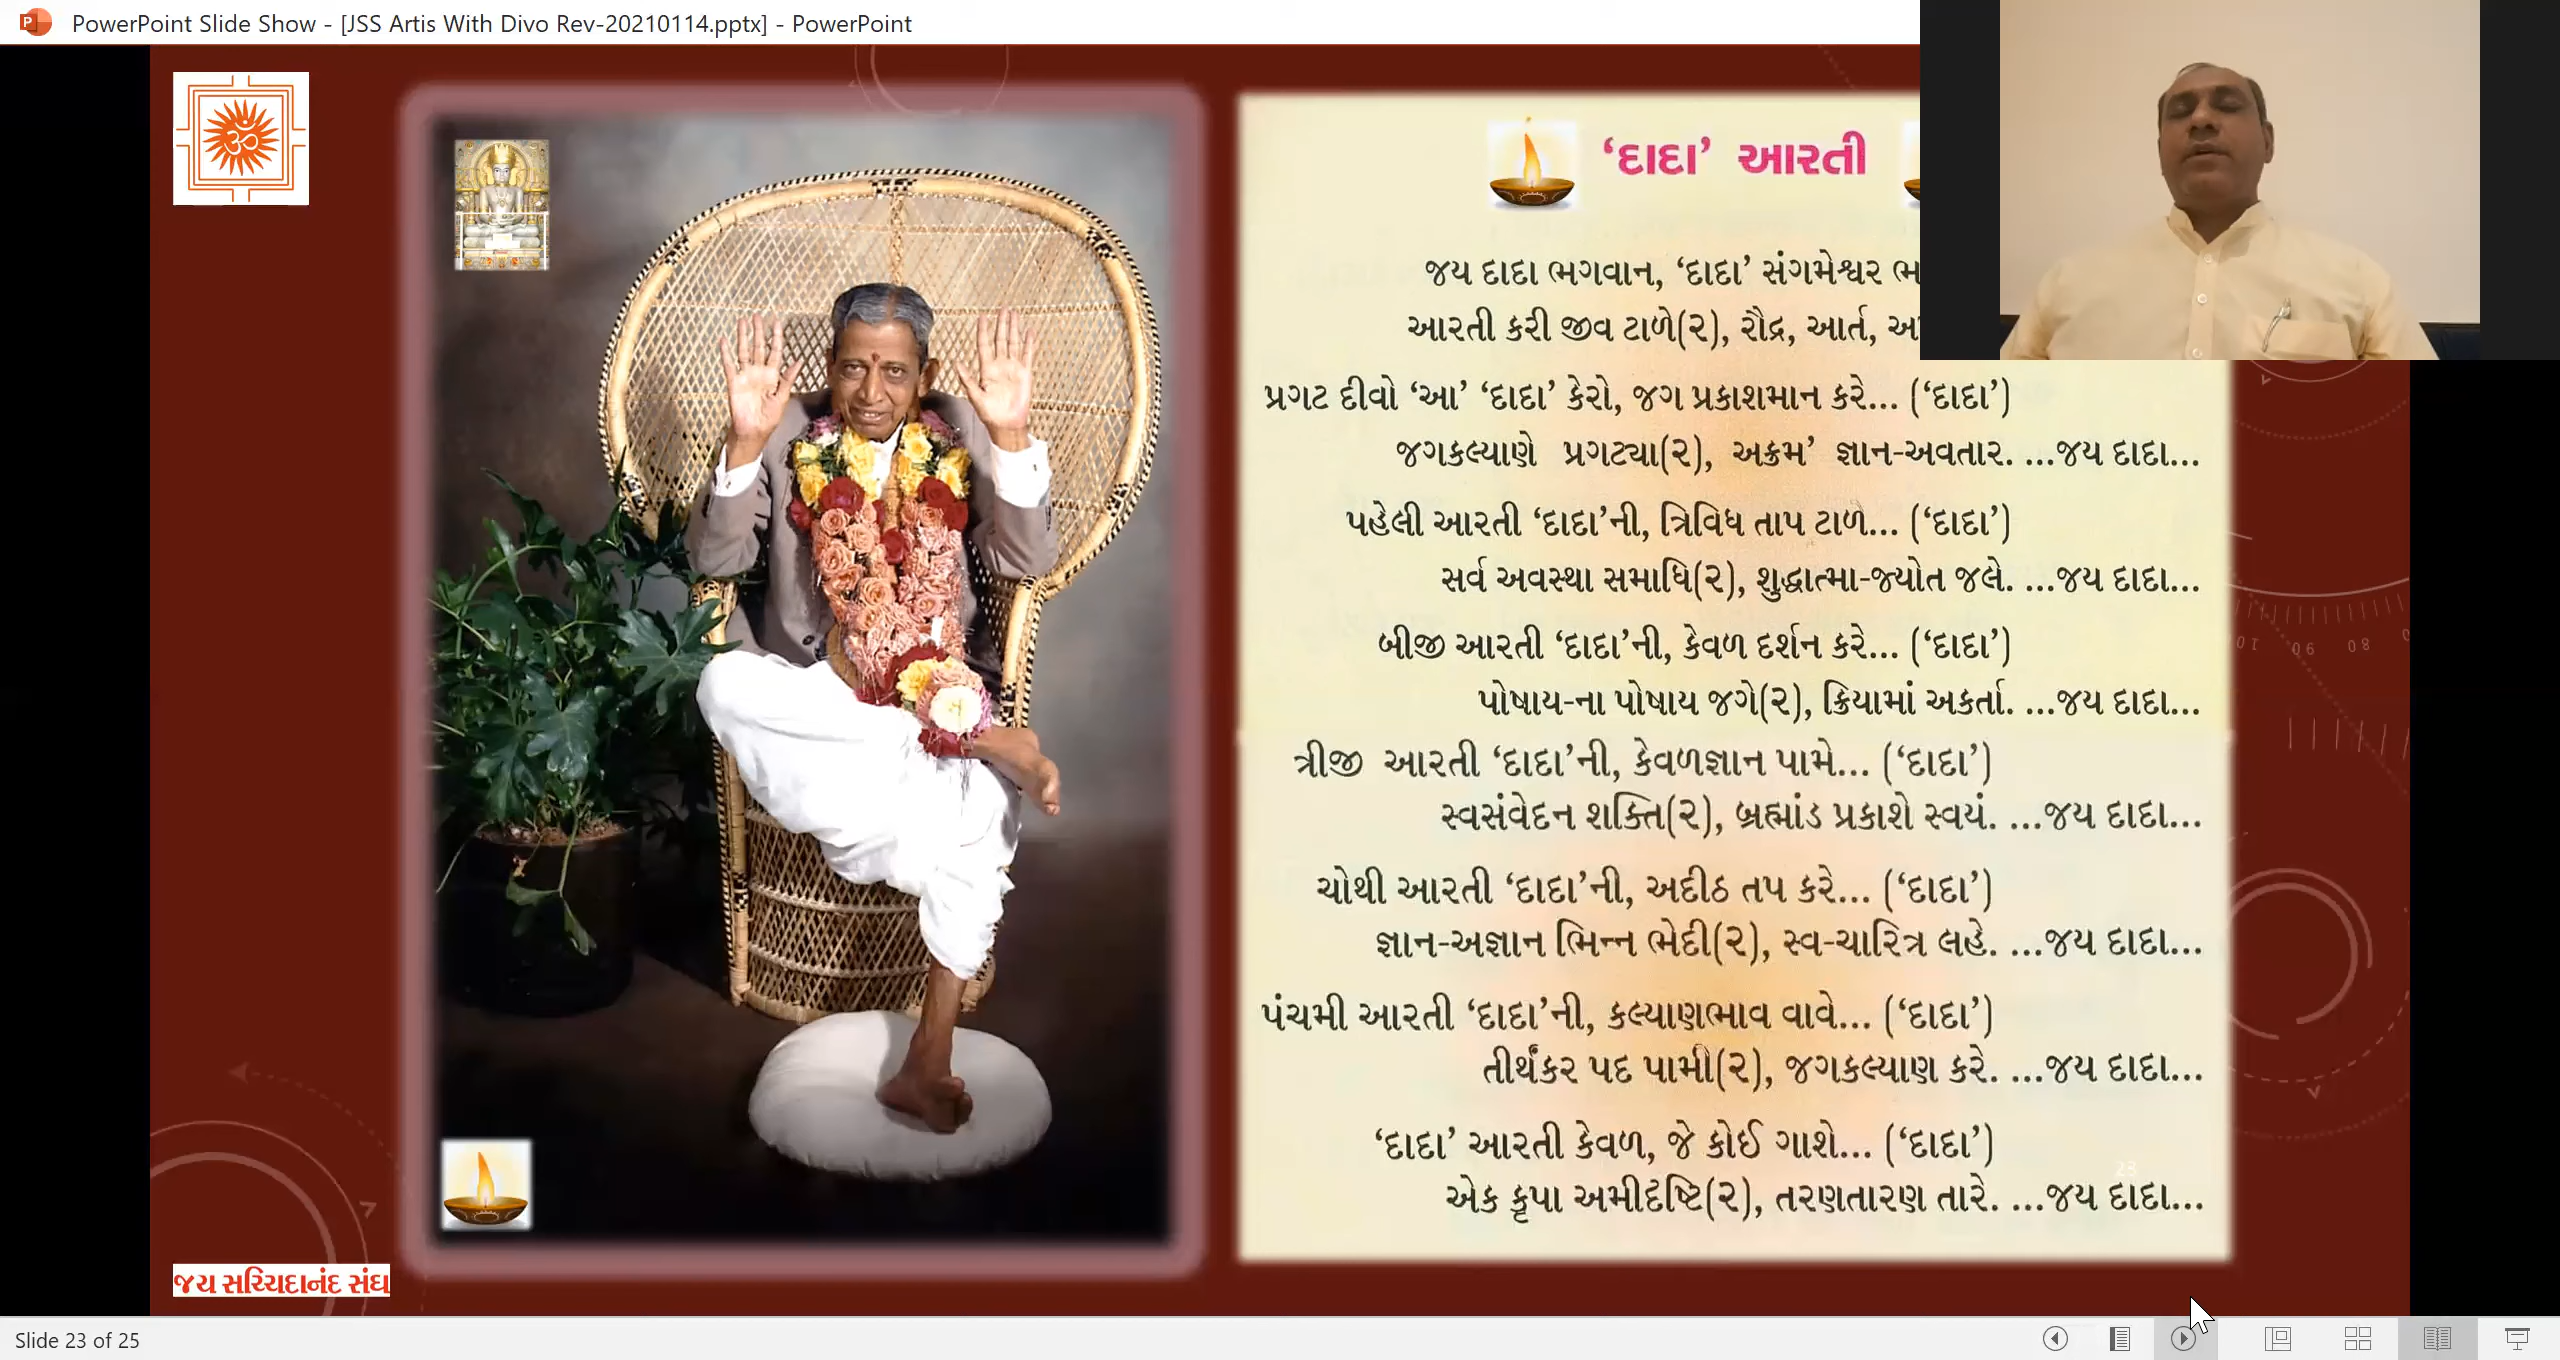 PowerPoint Slide Show - [JSS Artis With Divo Rev-20210114.pptx] - PowerPoint
‘દાદા’ આરતી
જય દાદા ભગવાન, ‘દાદા’ સંગમેશ્વર
આરતી કરી જીવ ટાળે(૨), રૌદ્ર, આર્ત,
પ્રગટ દીવો ‘આ’ ‘દાદા’ કેરો, જગ પ્રકાશમાન કરે... (‘દાદા’)
જગકલ્યાણે પ્રગટ્યા(૨), અક્રમ’ જ્ઞાન-અવતાર. ...જય દાદા...
પહેલી આરતી ‘દાદા’ની, ત્રિવિધ તાપ ટાળે... (‘દાદા’)
સર્વ અવસ્થા સમાધિ(૨), શુદ્ધાત્મા-જ્યોત જલે. ...જય દાદા...
બીજી આરતી ‘દાદા’ની, કેવળ દર્શન કરે... (‘દાદા’)
પોષાય-ના પોષાય જગે(૨), ક્રિયામાં અકર્તા. ...જય દાદા...
ત્રીજી આરતી ‘દાદા’ની, કેવળજ્ઞાન પામે... (‘દાદા’)
સ્વસંવેદન શક્તિ(૨), બ્રહ્માંડ પ્રકાશે સ્વયં. ...જય દાદા...
ચોથી આરતી ‘દાદા’ની, અદીઠ તપ કરે... (‘દાદા’)
જ્ઞાન-અજ્ઞાન ભિન્ન ભેદી(૨), સ્વ-ચારિત્ર લહે. ...જય દાદા...
પંચમી આરતી ‘દાદા’ની, કલ્યાણભાવ વાવે... (‘દાદા’)
તીર્થંકર પદ પામી(૨), જગકલ્યાણ કરે. ...જય દાદા...
‘દાદા’ આરતી કેવળ, જે કોઈ ગાશે... (‘દાદા’)
23
એક કૃપા અમીદષ્ટિ(૨), તરણતારણ તારે. ...જય દાદા...
જય સચ્ચિદાનંદ સંઘ
Slide 23 of 25